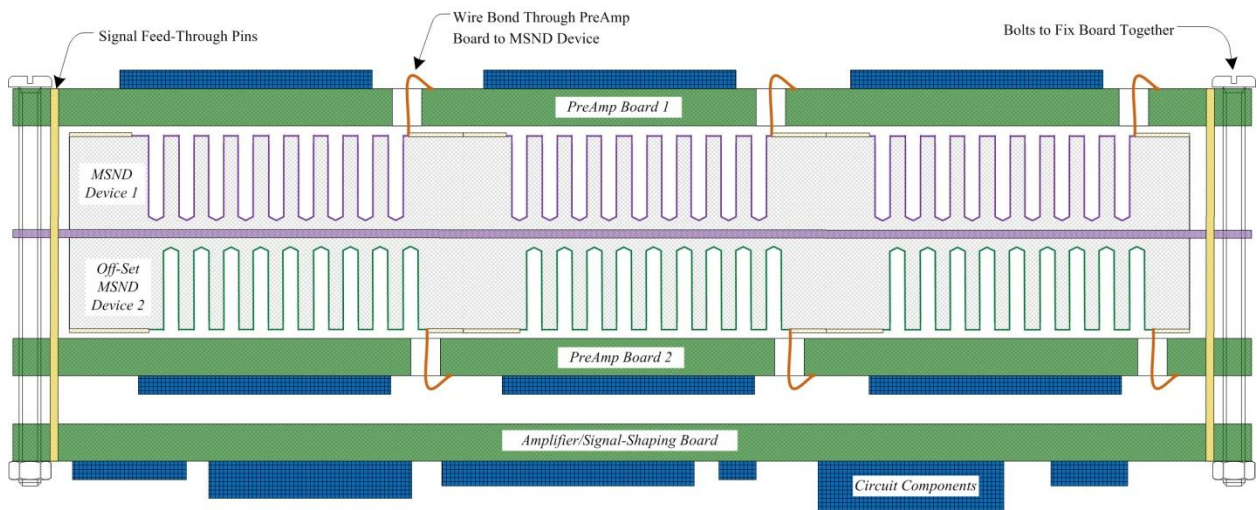 Signal Feed-Through Pins
Wire Bond Through PreAmp
Board to MSND Device
Bolts to Fix Board Together
PreAmp Board 1
MSND
Device 1
Off-Set
MSND
Device 2
PreAmp Board 2
Amplifier/Signal-Shaping Board
Circuit Components